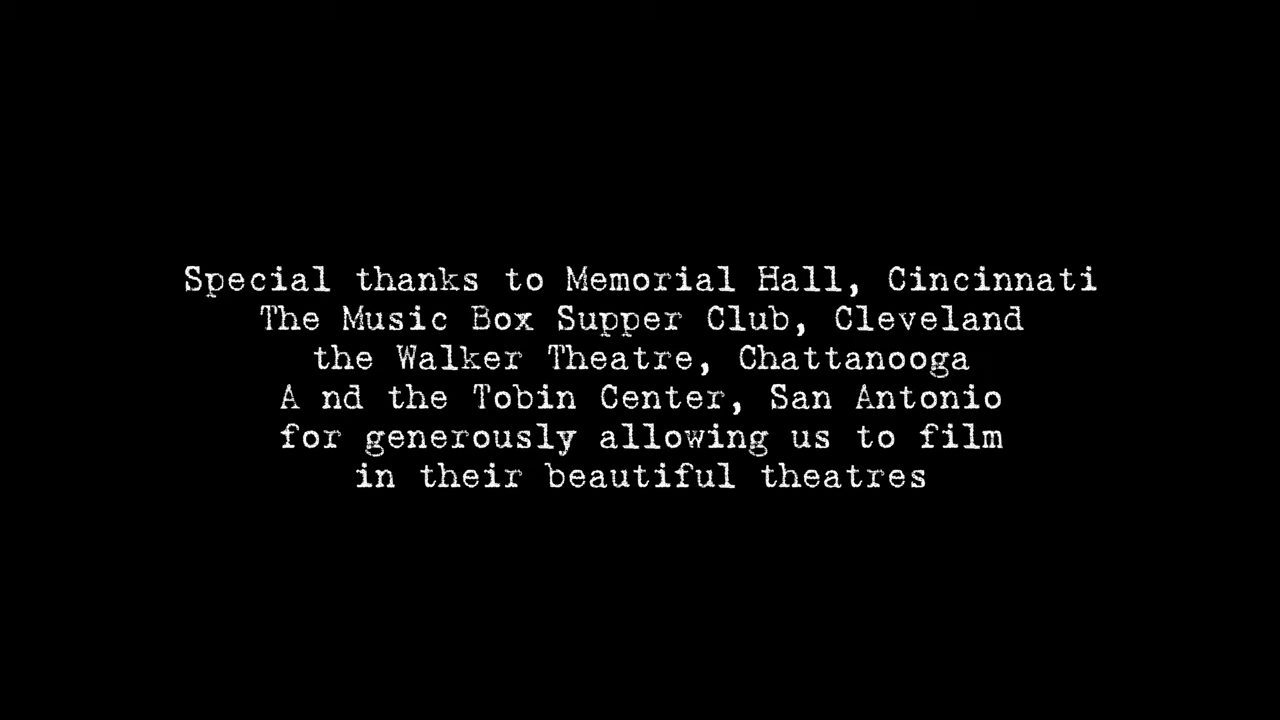 Special thanks to Memorial Hall, Cincinnati
The Music Box Supper Club, Cleveland
the Walker Theatre, Chattanooga
A nd the Tobin Center, San Antonio
for generously allowing us to film
in their beautiful theatres